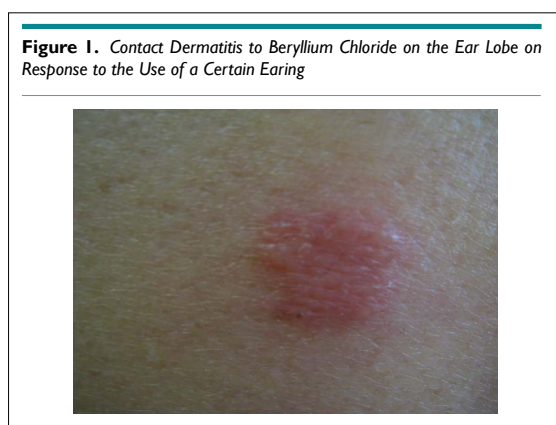 Figure 1. Contact Dermatitis to Beryllium Chloride on the Ear Lobe on
Response to the Use of a Certain Earing